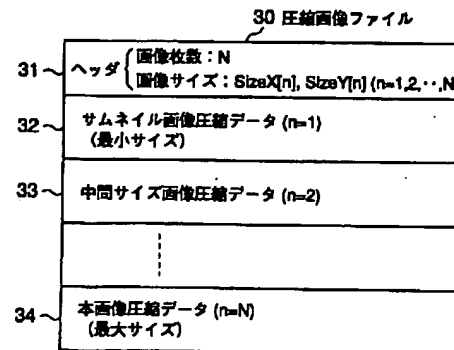 30 圧縮画像ファイル
31 ヘッダ { 画像枚数：N
画像サイズ：SizeX[n], SizeY[n] (n=1,2,‥,N
32 サムネイル画像圧縮データ (n=1)
(最小サイズ)
33 中間サイズ画像圧縮データ (n=2)
34 本画像圧縮データ (n=N)
(最大サイズ)